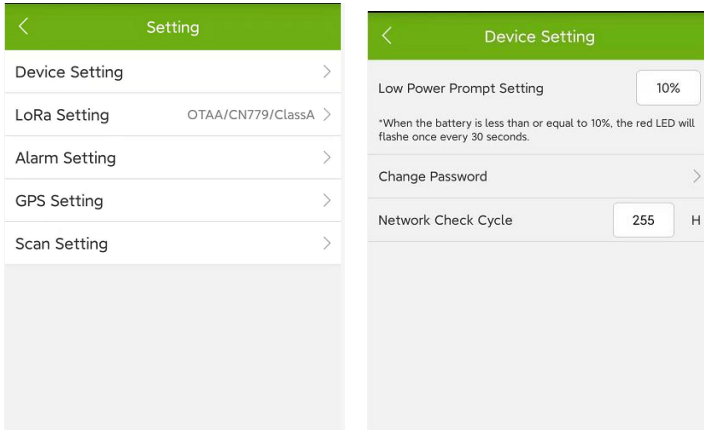 Setting
Device Setting
LoRa Setting OTAA/CN779/ClassA
Alarm Setting
GPS Setting
Scan Setting
Device Setting
Low Power Prompt Setting 10%
*When the battery is less than or equal to 10%, the red LED will
flashe once every 30 seconds.
Change Password
Network Check Cycle 255 H